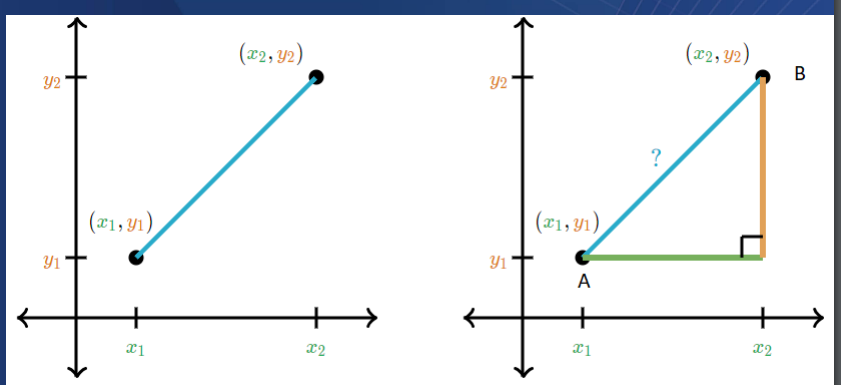 (x₂, y₂)
y₂
(x₁, y₁)
y₁
x₁
x₂
(x₂, y₂)
B
y₂
?
(x₁, y₁)
y₁
A
x₁
x₂